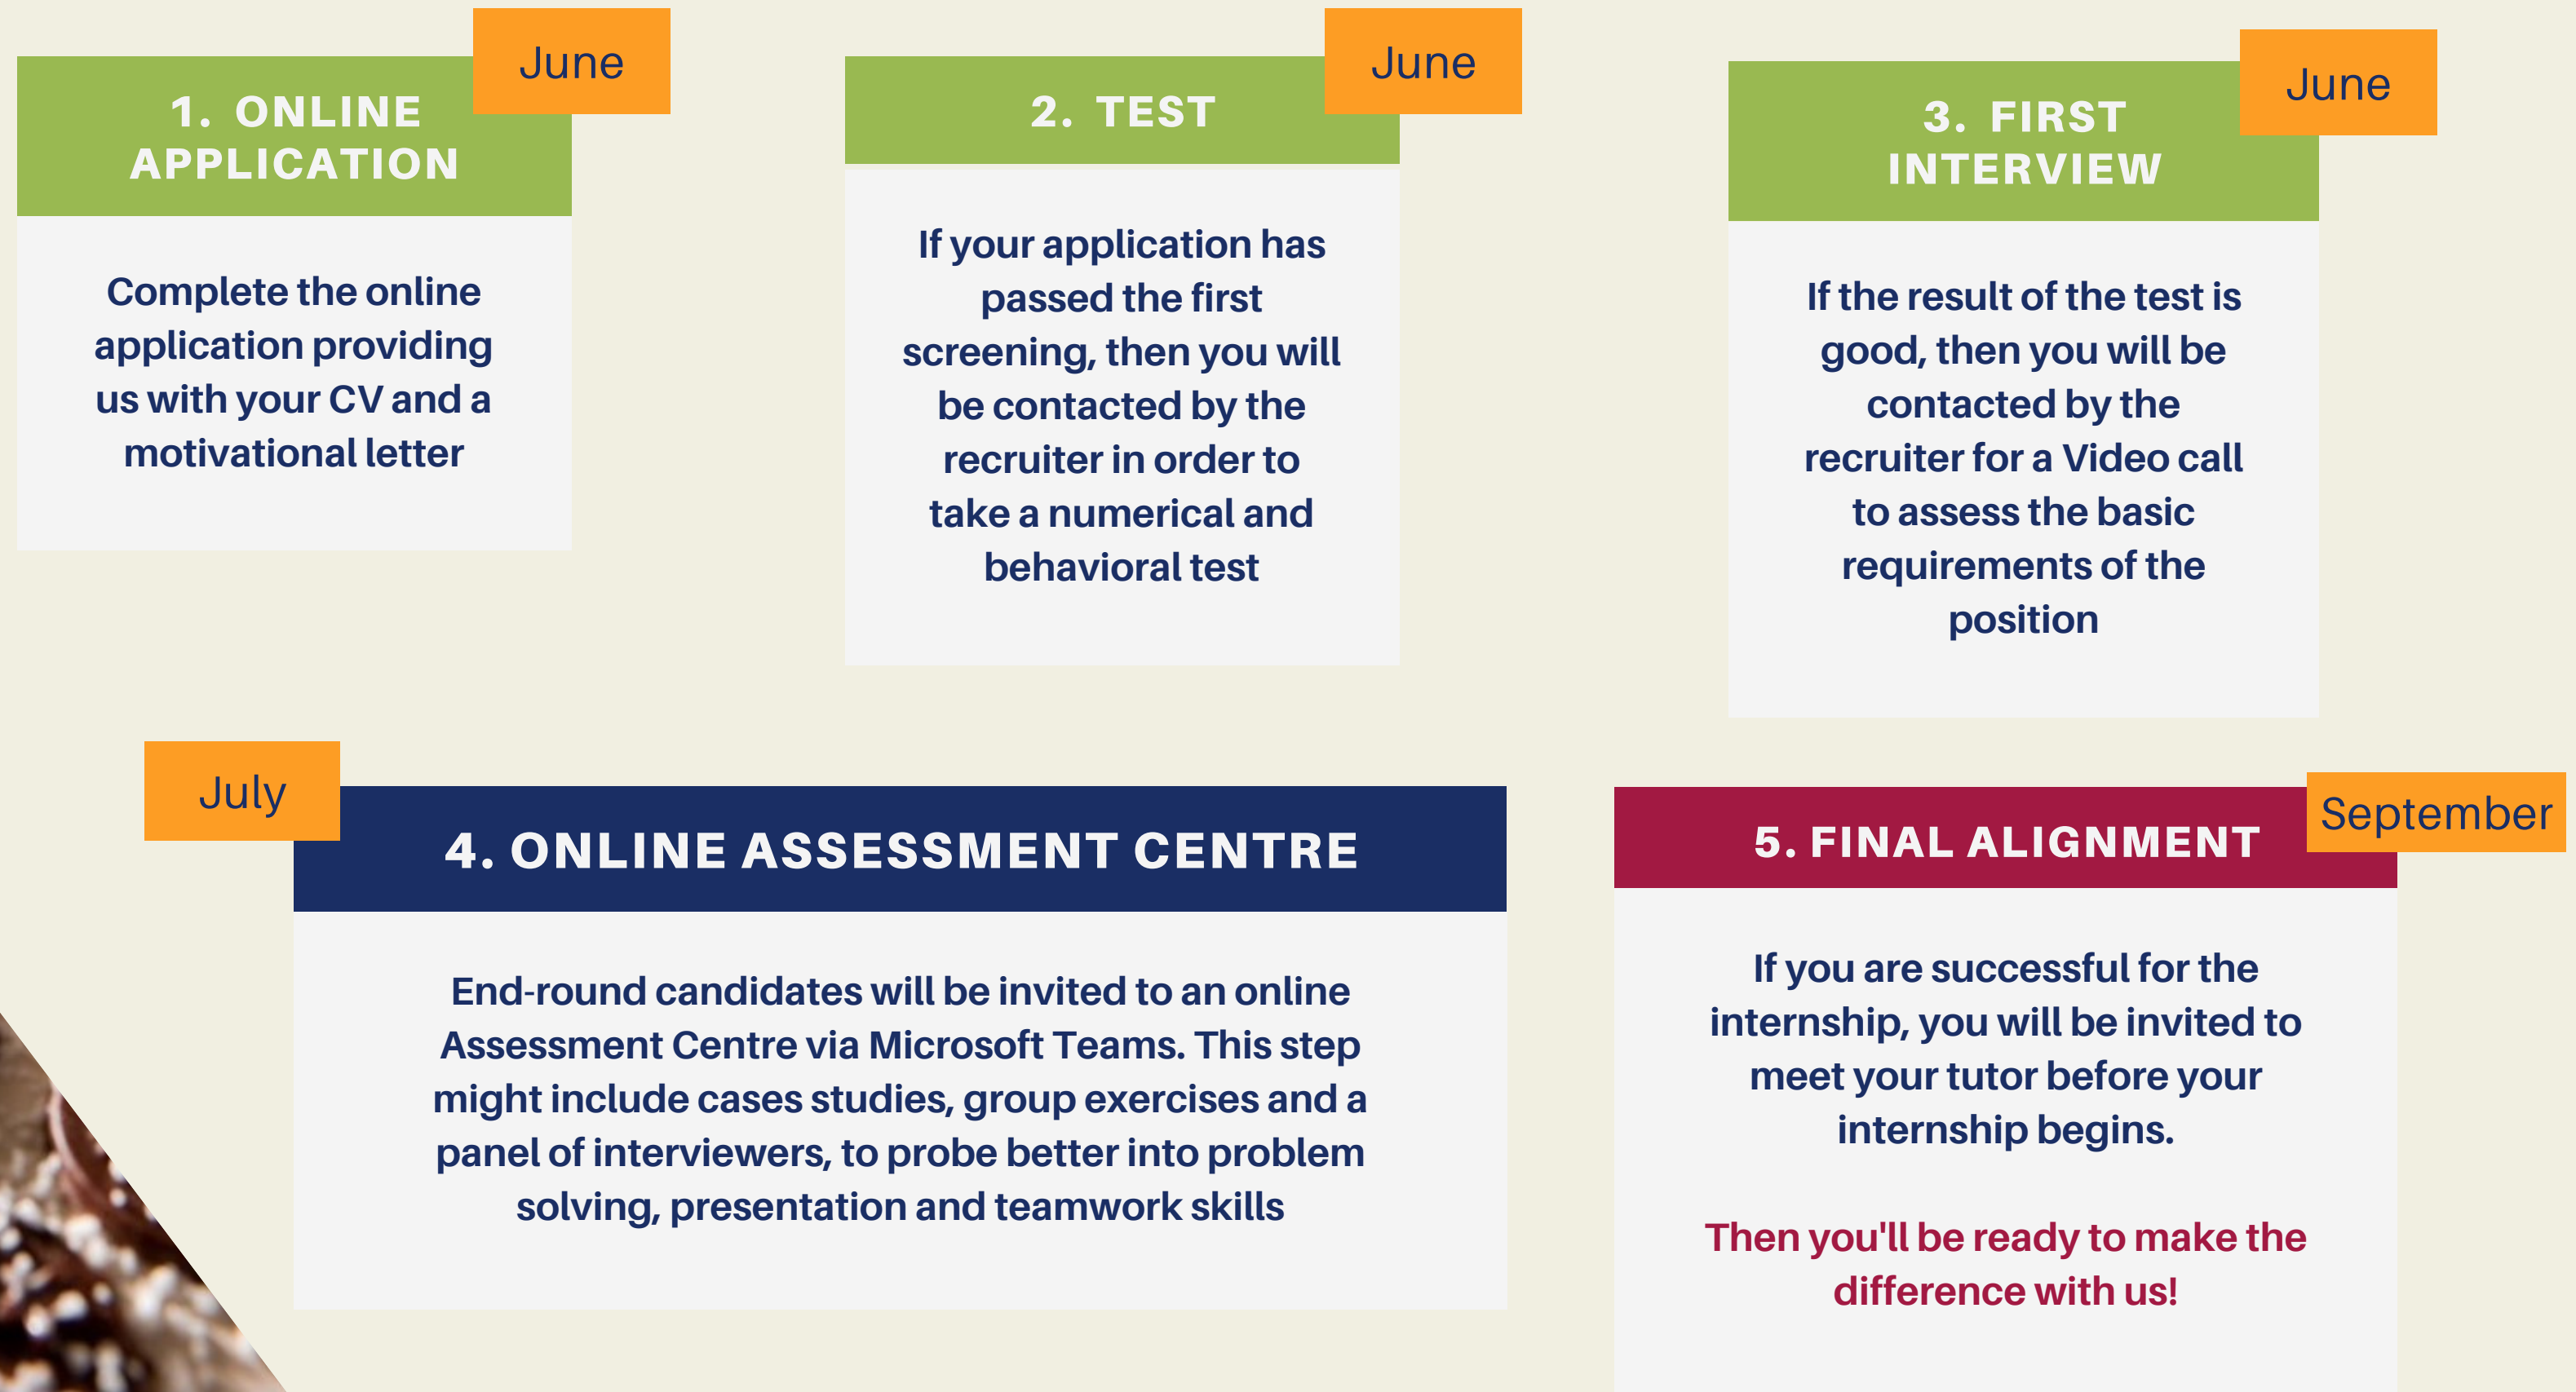 June
1. ONLINE
APPLICATION
Complete the online
application providing
us with your CV and a
motivational letter
June
2. TEST
If your application has
passed the first
screening, then you will
be contacted by the
recruiter in order to
take a numerical and
behavioral test
June
3. FIRST
INTERVIEW
If the result of the test is
good, then you will be
contacted by the
recruiter for a Video call
to assess the basic
requirements of the
position
July
4. ONLINE ASSESSMENT CENTRE
End-round candidates will be invited to an online
Assessment Centre via Microsoft Teams. This step
might include cases studies, group exercises and a
panel of interviewers, to probe better into problem
solving, presentation and teamwork skills
September
5. FINAL ALIGNMENT
If you are successful for the
internship, you will be invited to
meet your tutor before your
internship begins.
Then you'll be ready to make the
difference with us!